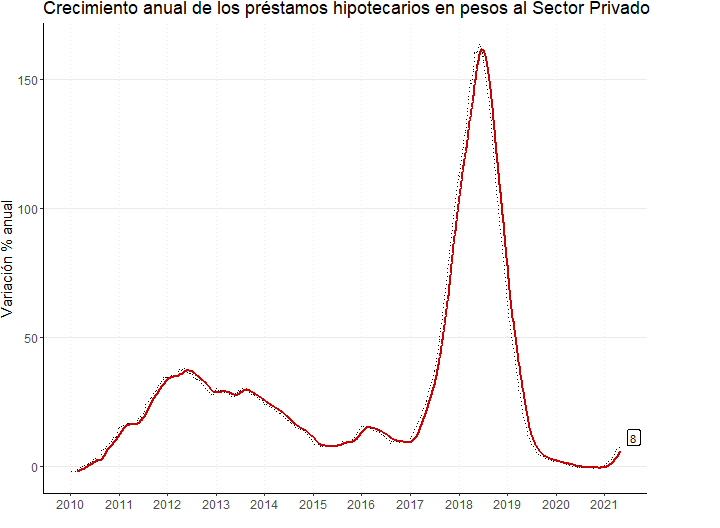 Crecimiento anual de los préstamos hipotecarios en pesos al Sector Privado
Variación % anual
150
100
50
0
8
2010 2011 2012 2013 2014 2015 2016 2017 2018 2019 2020 2021